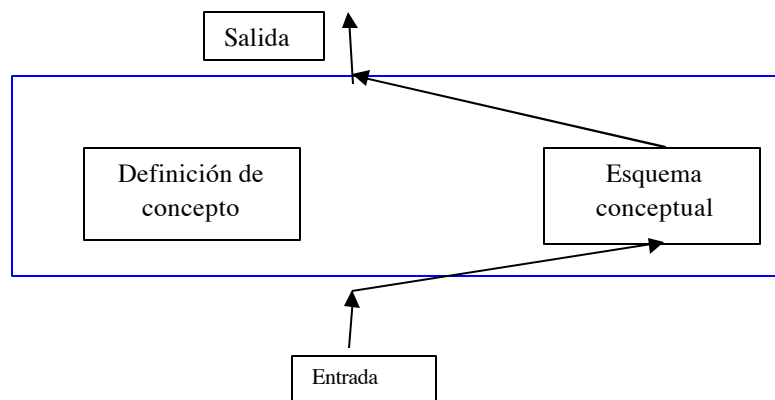 Salida
Definición de
concepto
Esquema
conceptual
Entrada